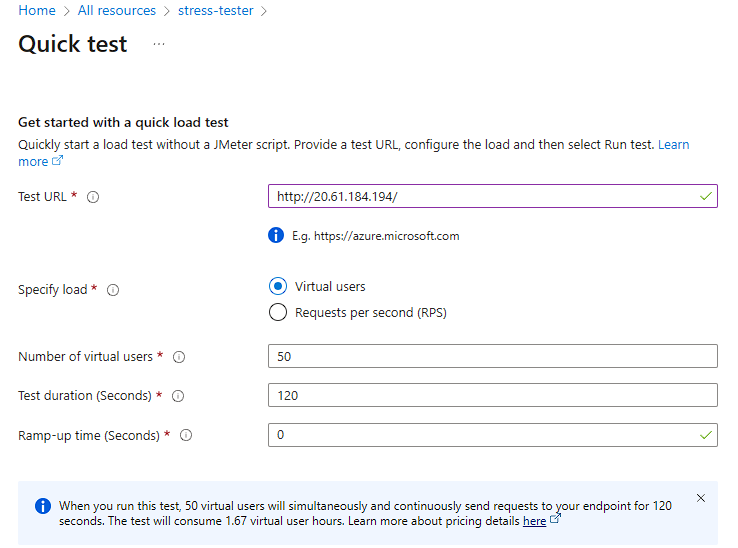 Home > All resources > stress-tester >
Quick test ...
Get started with a quick load test
Quickly start a load test without a JMeter script. Provide a test URL, configure the load and then select Run test. Learn
more
Test URL *
http://20.61.184.194/
E.g. https://azure.microsoft.com
Specify load *
Virtual users
Requests per second (RPS)
Number of virtual users *
50
Test duration (Seconds) *
120
Ramp-up time (Seconds) *
0
When you run this test, 50 virtual users will simultaneously and continuously send requests to your endpoint for 120
seconds. The test will consume 1.67 virtual user hours. Learn more about pricing details here